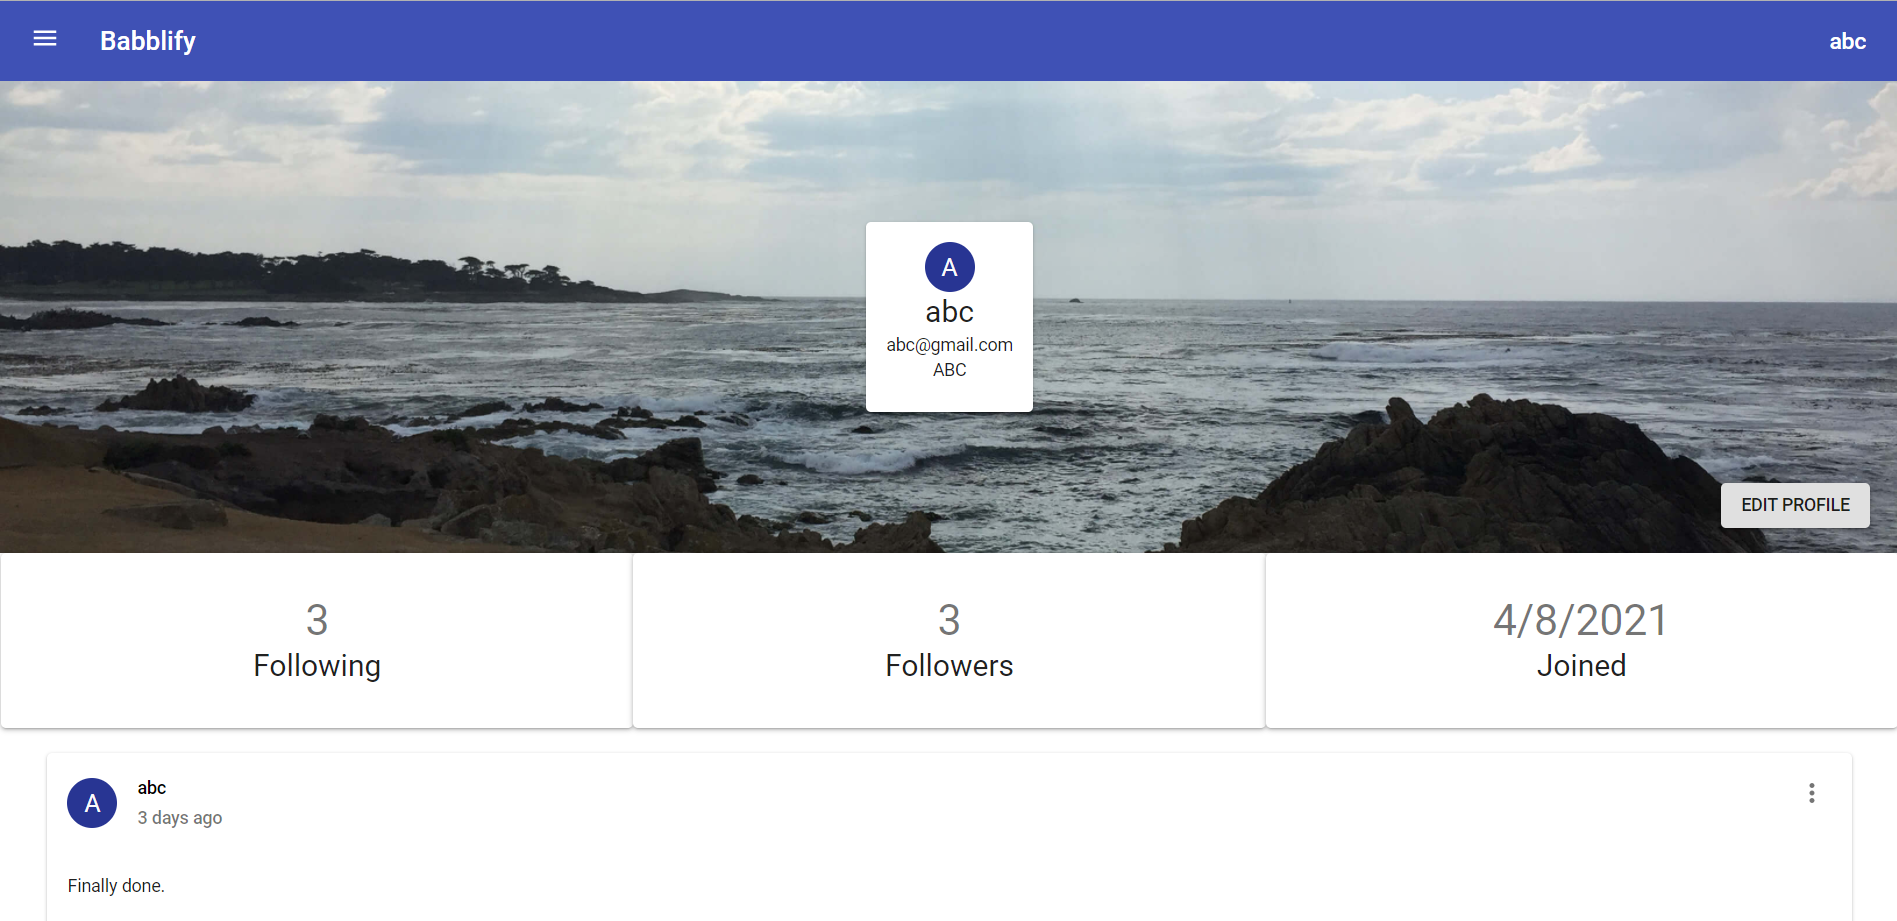 Babblify
abc
A
abc
abc@gmail.com
ABC
EDIT PROFILE
3
Following
3
Followers
4/8/2021
Joined
A
abc
3 days ago
Finally done.